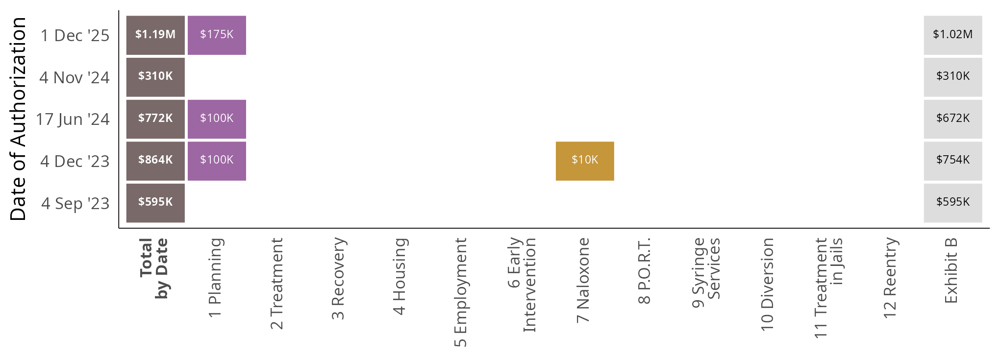 Date of Authorization
1 Dec '25
$1.19M
$175K
$1.02M
4 Nov '24
$310K
$310K
17 Jun '24
$772K
$100K
$672K
4 Dec '23
$864K
$100K
$10K
$754K
4 Sep '23
$595K
$595K
Total
by Date
1 Planning
2 Treatment
3 Recovery
4 Housing
5 Employment
6 Early
Intervention
7 Naloxone
8 P.O.R.T.
9 Syringe
Services
10 Diversion
11 Treatment
in Jails
12 Reentry
Exhibit B